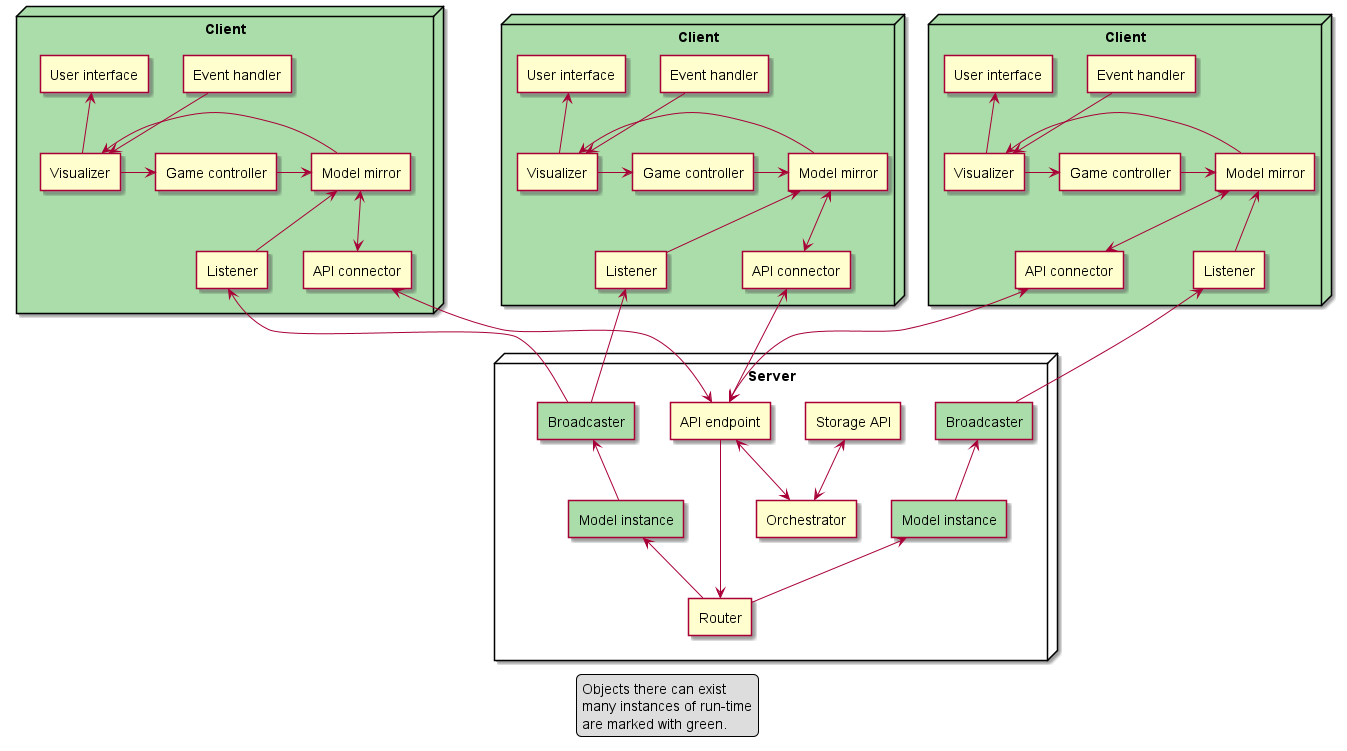 Client
User interface
Event handler
Visualizer
Game controller
Model mirror
Listener
API connector
Client
User interface
Event handler
Visualizer
Game controller
Model mirror
Listener
API connector
Client
User interface
Event handler
Visualizer
Game controller
Model mirror
API connector
Listener
Server
Broadcaster
API endpoint
Storage API
Broadcaster
Model instance
Orchestrator
Model instance
Router
Objects there can exist
many instances of run-time
are marked with green.